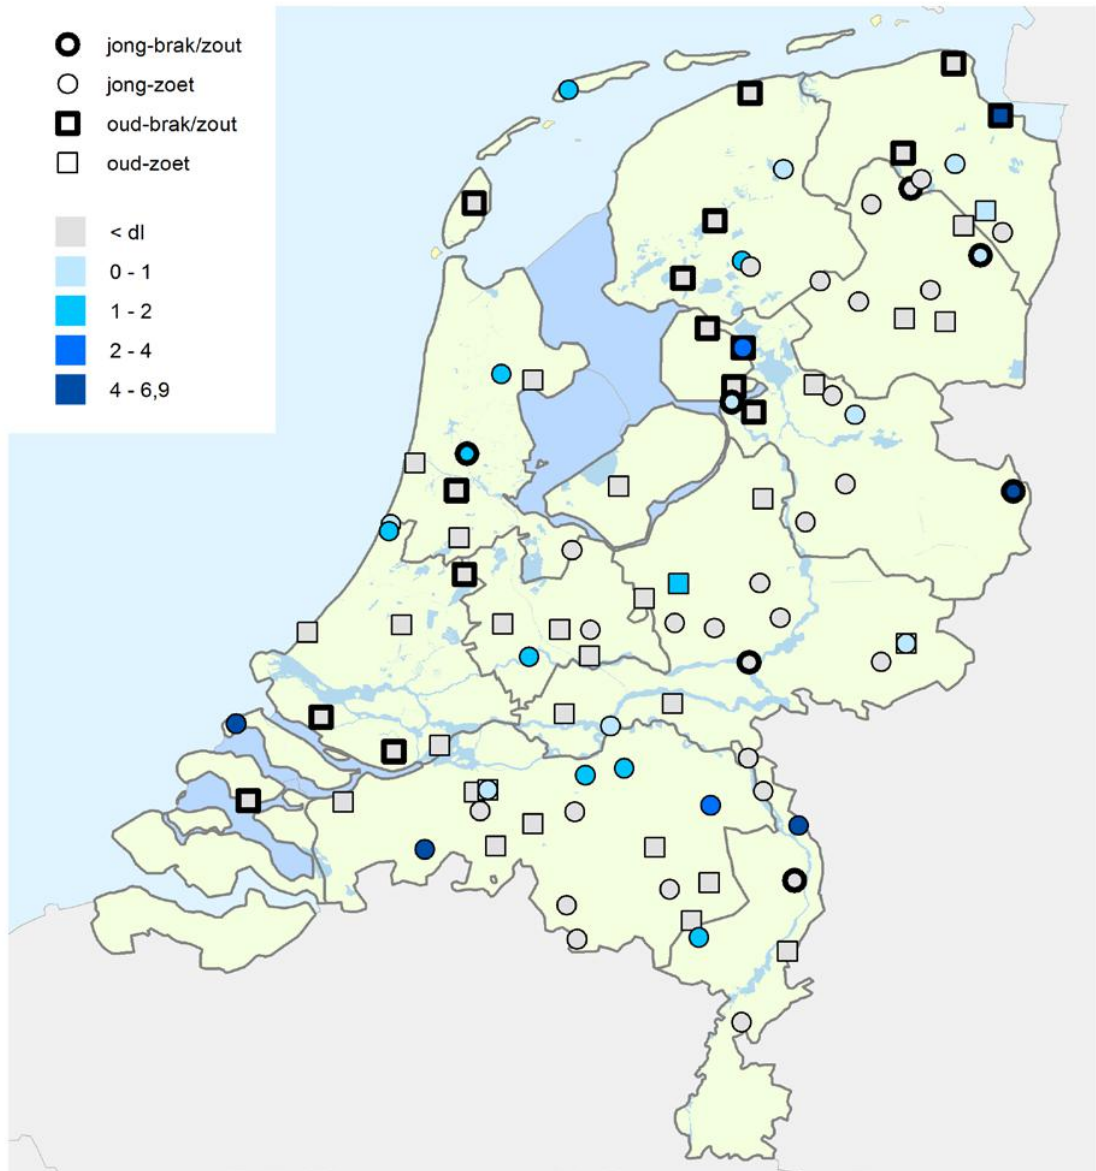 jong-brak/zout
jong-zoet
oud-brak/zout
oud-zoet
< dl
0 - 1
1 - 2
2 - 4
4 - 6,9